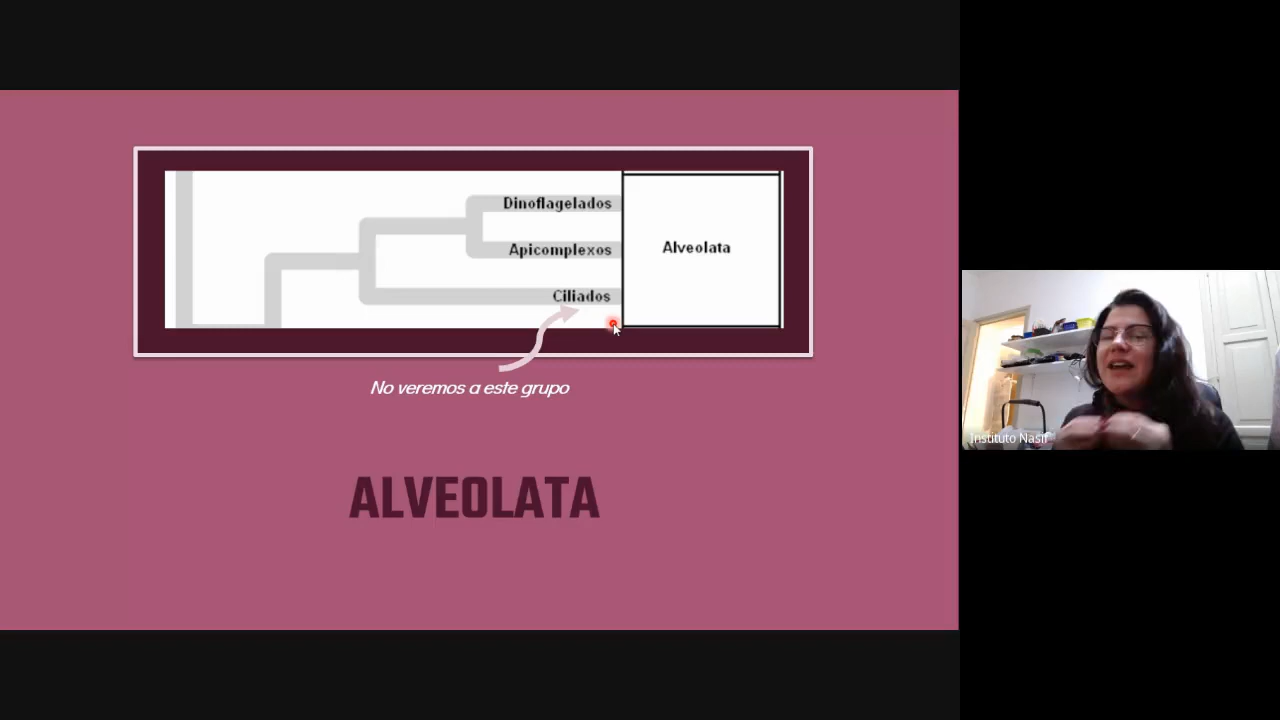 Dinoflagelados
Apicomplexos
Alveolata
Ciliados
No veremos a este grupo
ALVEOLATA
Instituto Nasif